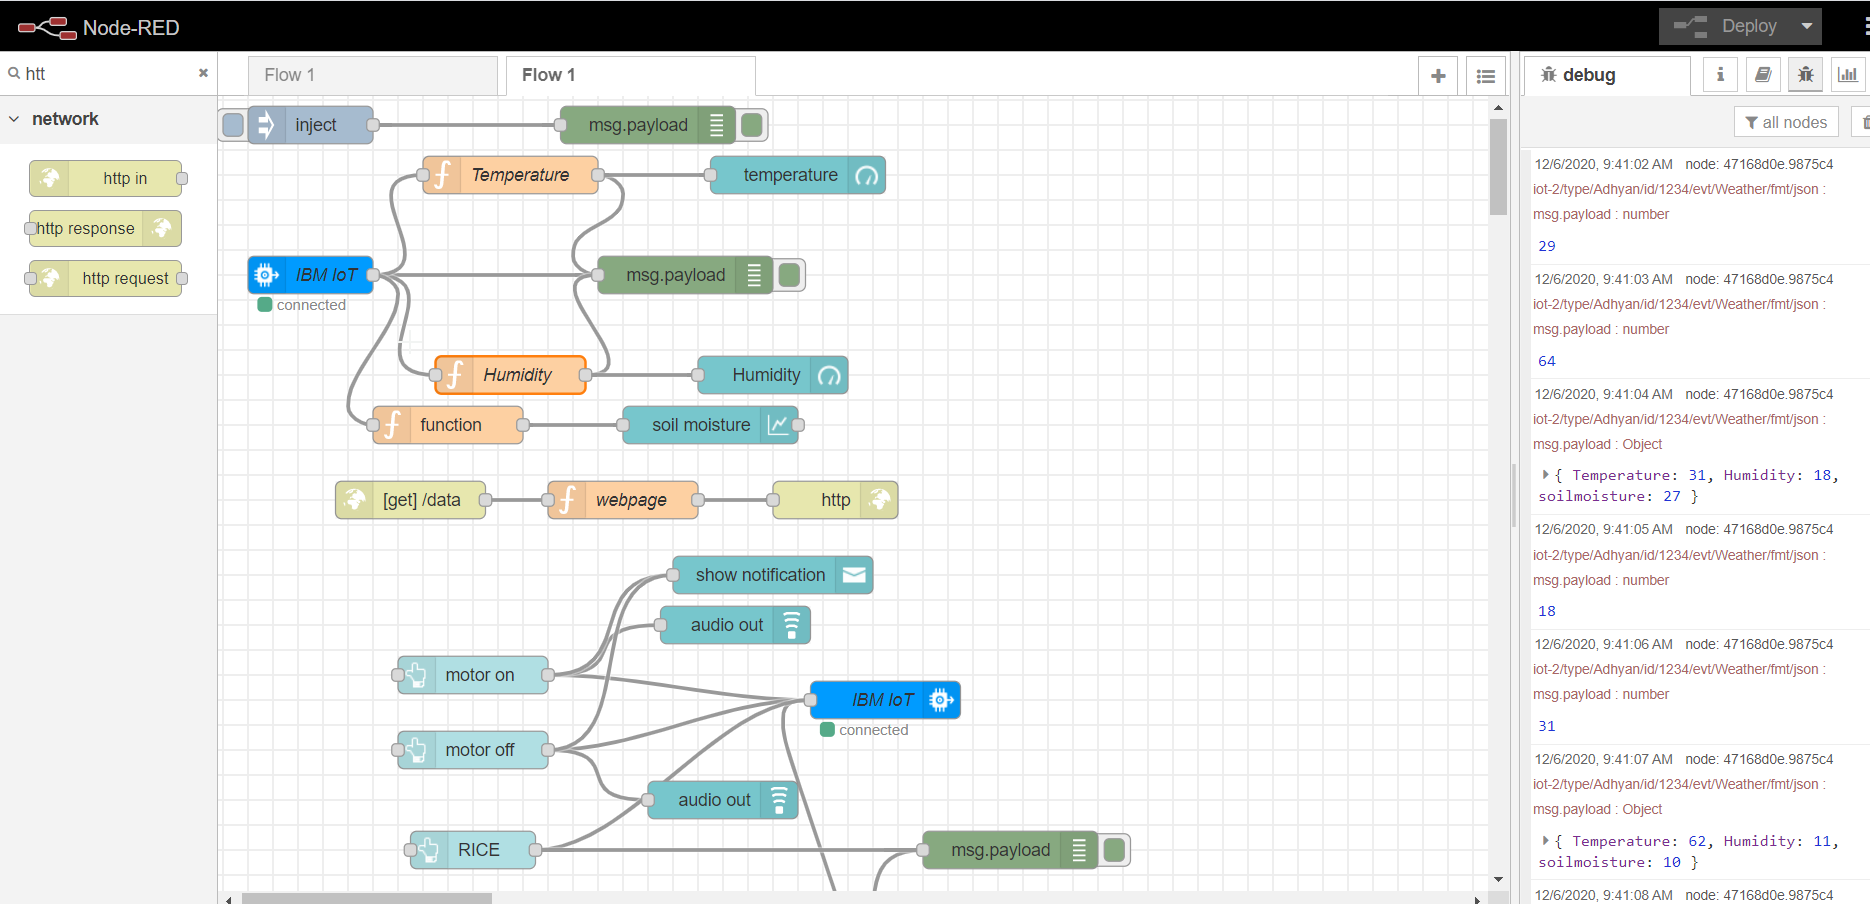 Node-RED
Deploy
htt
network
http in
http response
http request
Flow 1
Flow 1
inject
msg.payload
Temperature
temperature
IBM IoT
connected
msg.payload
Humidity
Humidity
function
soil moisture
[get] /data
webpage
http
show notification
audio out
motor on
IBM IoT
connected
motor off
audio out
RICE
msg.payload
debug
i
all nodes
12/6/2020, 9:41:02 AM node: 47168d0e.9875c4
iot-2/type/Adhyan/id/1234/evt/Weather/fmt/json :
msg.payload : number
29
12/6/2020, 9:41:03 AM node: 47168d0e.9875c4
iot-2/type/Adhyan/id/1234/evt/Weather/fmt/json :
msg.payload : number
64
12/6/2020, 9:41:04 AM node: 47168d0e.9875c4
iot-2/type/Adhyan/id/1234/evt/Weather/fmt/json :
msg.payload : Object
{ Temperature: 31, Humidity: 18,
soilmoisture: 27 }
12/6/2020, 9:41:05 AM node: 47168d0e.9875c4
iot-2/type/Adhyan/id/1234/evt/Weather/fmt/json :
msg.payload : number
18
12/6/2020, 9:41:06 AM node: 47168d0e.9875c4
iot-2/type/Adhyan/id/1234/evt/Weather/fmt/json :
msg.payload : number
31
12/6/2020, 9:41:07 AM node: 47168d0e.9875c4
iot-2/type/Adhyan/id/1234/evt/Weather/fmt/json :
msg.payload : Object
{ Temperature: 62, Humidity: 11,
soilmoisture: 10 }
12/6/2020, 9:41:08 AM node: 47168d0e.9875c4